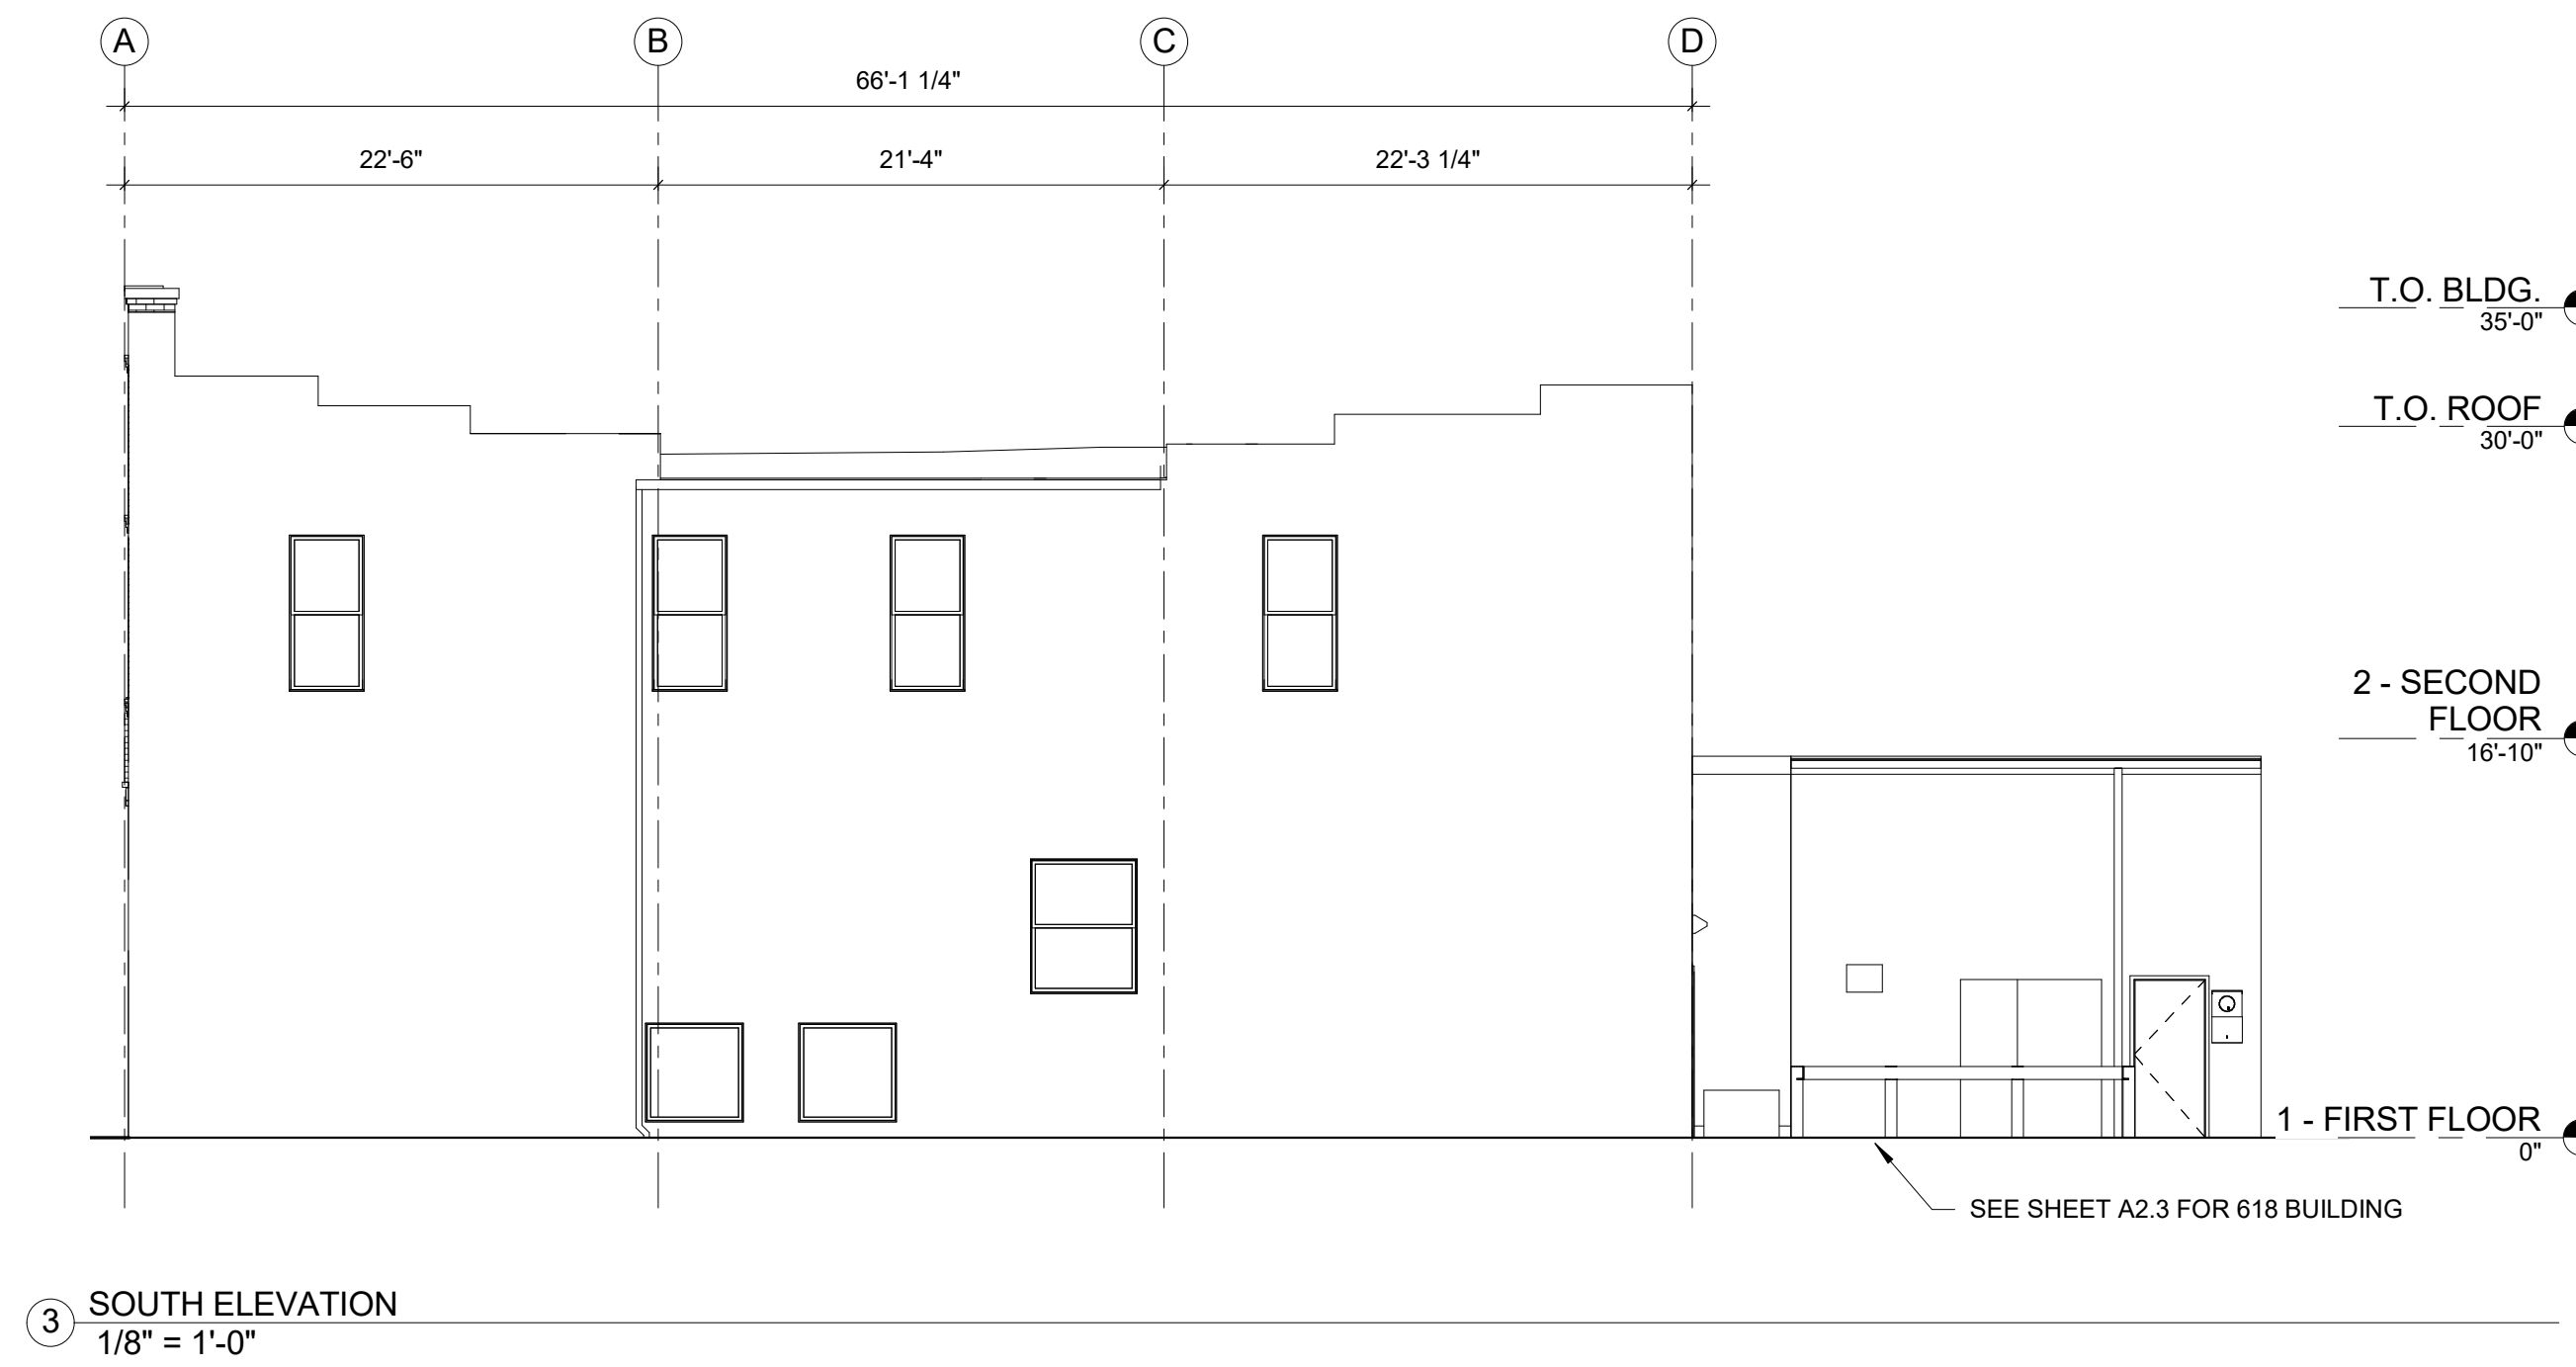 A
B
C
D
66'-1 1/4"
22'-6"
21'-4"
22'-3 1/4"
T.O. BLDG.
35'-0"
T.O. ROOF
30'-0"
2 - SECOND
FLOOR
16'-10"
1 - FIRST FLOOR
0"
SEE SHEET A2.3 FOR 618 BUILDING
3
SOUTH ELEVATION
1/8" = 1'-0"